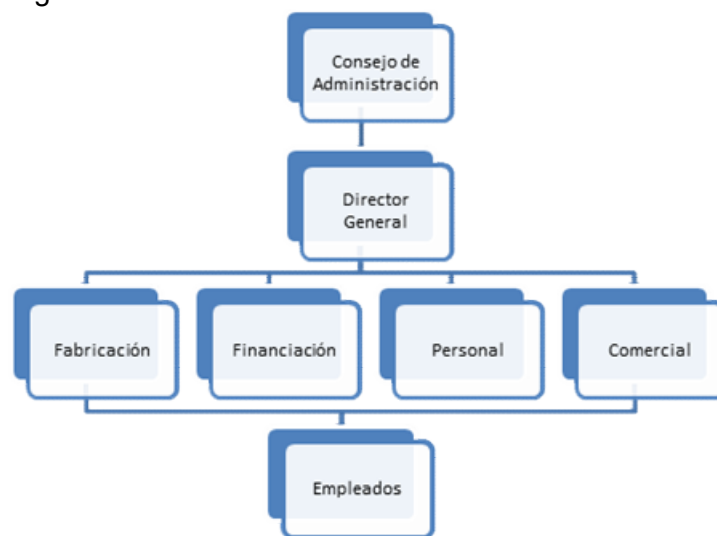 g
Consejo de
Administración
Director
General
Fabricación
Financiación
Personal
Comercial
Empleados